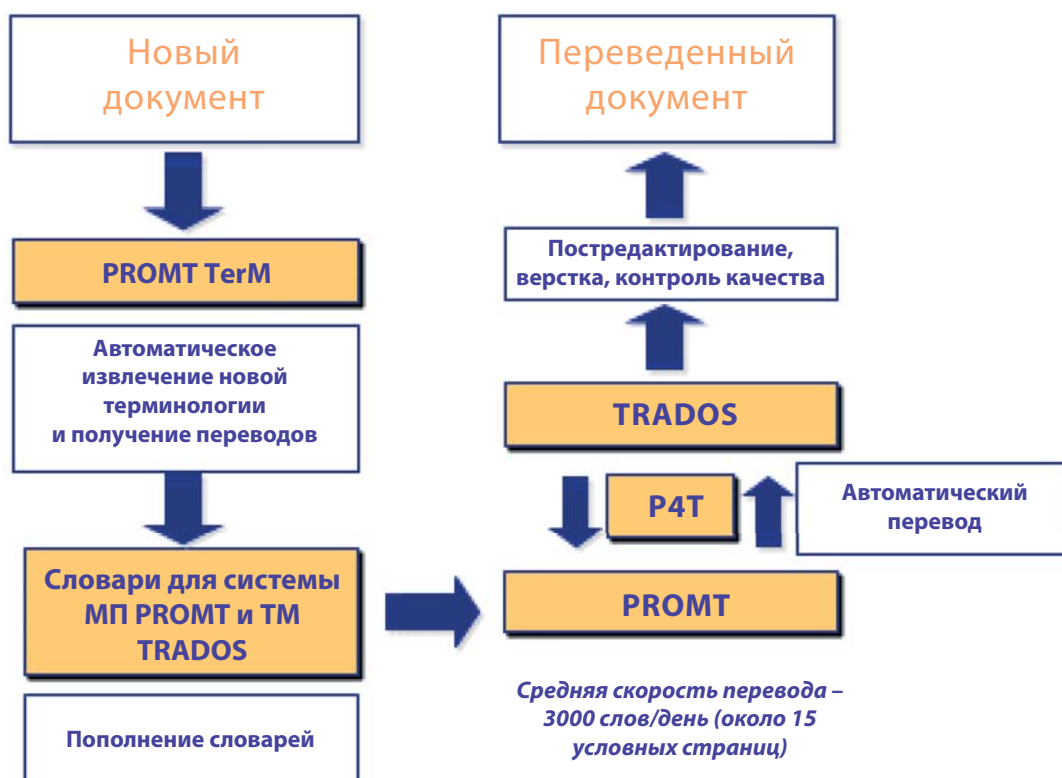 Новый
документ
PROMT TerM
Автоматическое
извлечение новой
терминологии
и получение переводов
Словари для системы
МП PROMT и ТМ
TRADOS
Пополнение словарей
Переведенный
документ
Постредактирование,
верстка, контроль качества
TRADOS
P4T
Автоматический
перевод
PROMT
Средняя скорость перевода –
3000 слов/день (около 15
условных страниц)